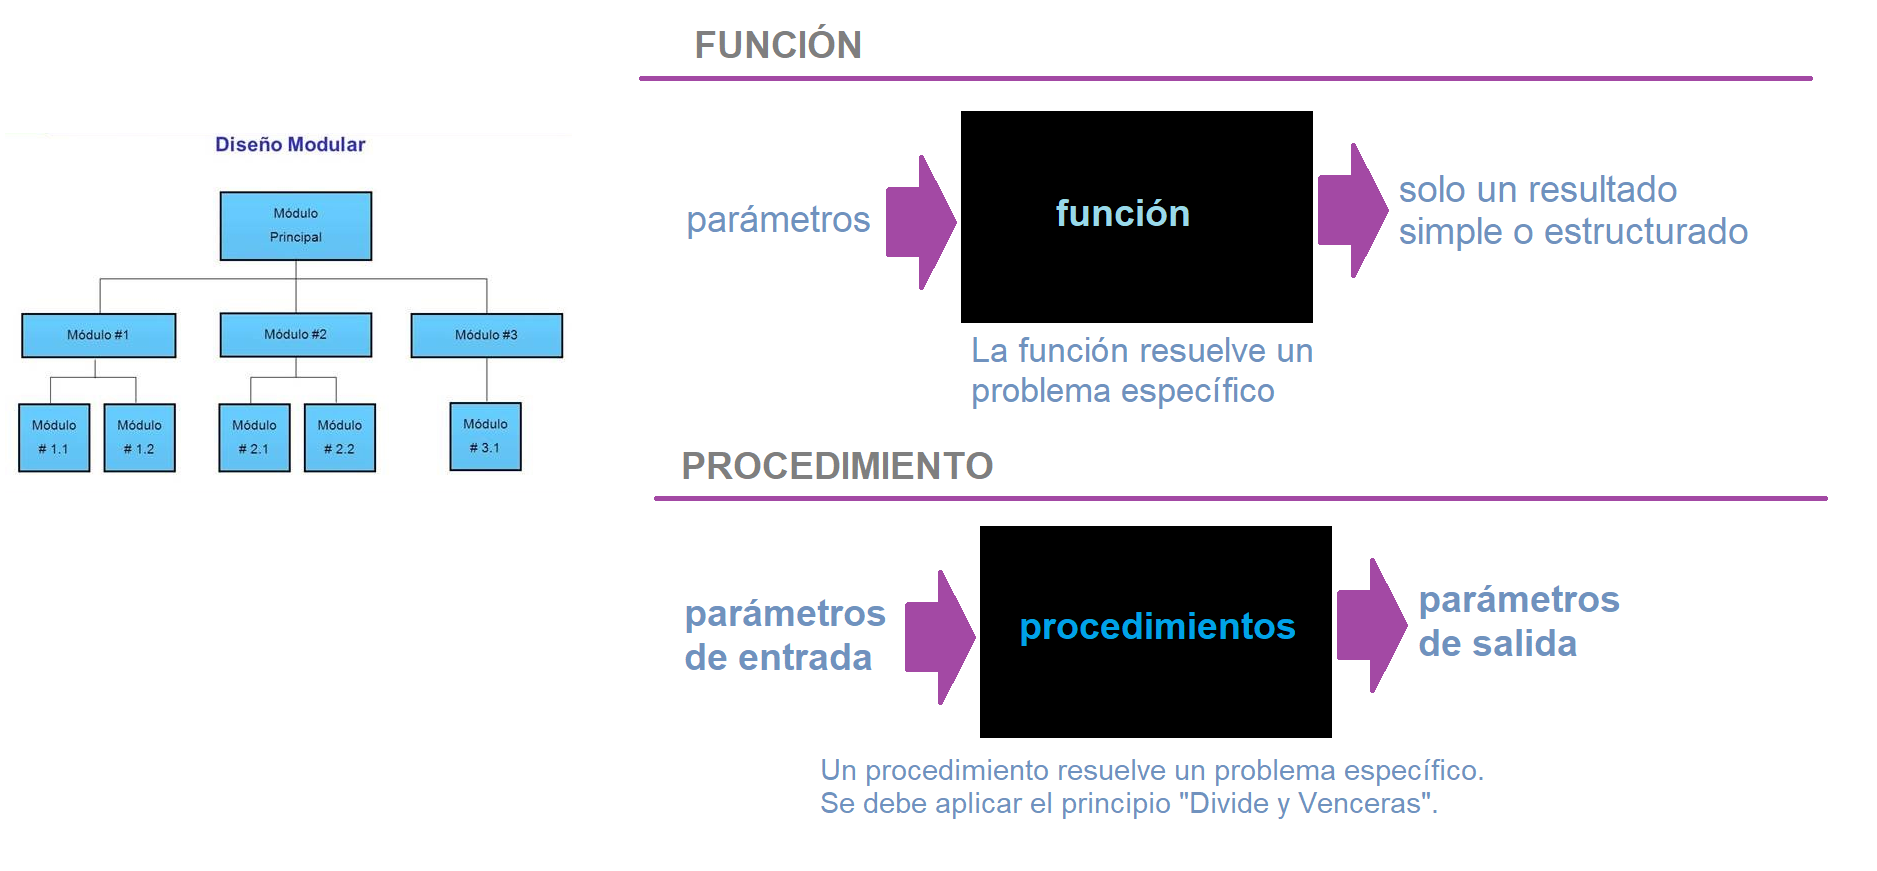 Diseño Modular
Módulo
Principal
Módulo #1
Módulo #2
Módulo #3
Módulo
# 1.1
Módulo
# 1.2
Módulo
# 2.1
Módulo
# 2.2
Módulo
# 3.1
FUNCIÓN
parámetros
función
solo un resultado
simple o estructurado
La función resuelve un
problema específico
PROCEDIMIENTO
parámetros
de entrada
procedimientos
parámetros
de salida
Un procedimiento resuelve un problema específico.
Se debe aplicar el principio "Divide y Venceras".